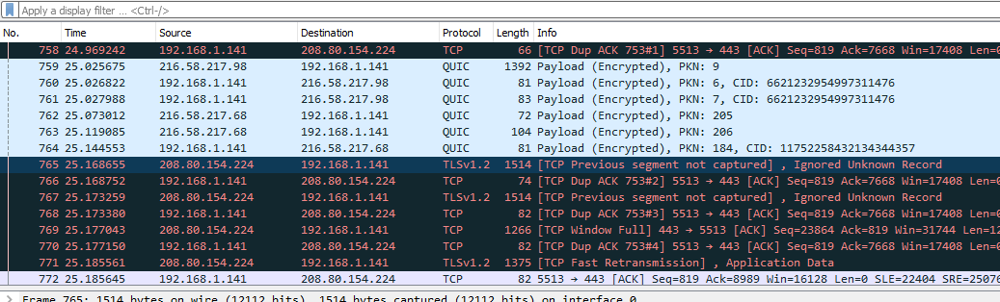 Apply a display filter ... <Ctrl-/>
No. Time Source Destination Protocol Length Info
758 24.969242 192.168.1.141 208.80.154.224 TCP 66 [TCP Dup ACK 753#1] 5513 → 443 [ACK] Seq=819 Ack=7668 Win=17408 Len=0
759 25.025675 216.58.217.98 192.168.1.141 QUIC 1392 Payload (Encrypted), PKN: 9
760 25.026822 192.168.1.141 216.58.217.98 QUIC 81 Payload (Encrypted), PKN: 6, CID: 6621232954997311476
761 25.027988 192.168.1.141 216.58.217.98 QUIC 83 Payload (Encrypted), PKN: 7, CID: 6621232954997311476
762 25.073012 216.58.217.68 192.168.1.141 QUIC 72 Payload (Encrypted), PKN: 205
763 25.119085 216.58.217.68 192.168.1.141 QUIC 104 Payload (Encrypted), PKN: 206
764 25.144553 192.168.1.141 216.58.217.68 QUIC 81 Payload (Encrypted), PKN: 184, CID: 11752258432134344357
765 25.168655 208.80.154.224 192.168.1.141 TLSv1.2 1514 [TCP Previous segment not captured] , Ignored Unknown Record
766 25.168752 192.168.1.141 208.80.154.224 TCP 74 [TCP Dup ACK 753#2] 5513 → 443 [ACK] Seq=819 Ack=7668 Win=17408 Len=0
767 25.173259 208.80.154.224 192.168.1.141 TLSv1.2 1514 [TCP Previous segment not captured] , Ignored Unknown Record
768 25.173380 192.168.1.141 208.80.154.224 TCP 82 [TCP Dup ACK 753#3] 5513 → 443 [ACK] Seq=819 Ack=7668 Win=17408 Len=0
769 25.177043 208.80.154.224 192.168.1.141 TCP 1266 [TCP Window Full] 443 → 5513 [ACK] Seq=23864 Ack=819 Win=31744 Len=12
770 25.177150 192.168.1.141 208.80.154.224 TCP 82 [TCP Dup ACK 753#4] 5513 → 443 [ACK] Seq=819 Ack=7668 Win=17408 Len=0
771 25.185561 208.80.154.224 192.168.1.141 TLSv1.2 1375 [TCP Fast Retransmission] , Application Data
772 25.185645 192.168.1.141 208.80.154.224 TCP 82 5513 → 443 [ACK] Seq=819 Ack=8989 Win=16128 Len=0 SLE=22404 SRE=25076
Frame 765: 1514 bytes on wire (12112 bits), 1514 bytes captured (12112 bits) on interface 0